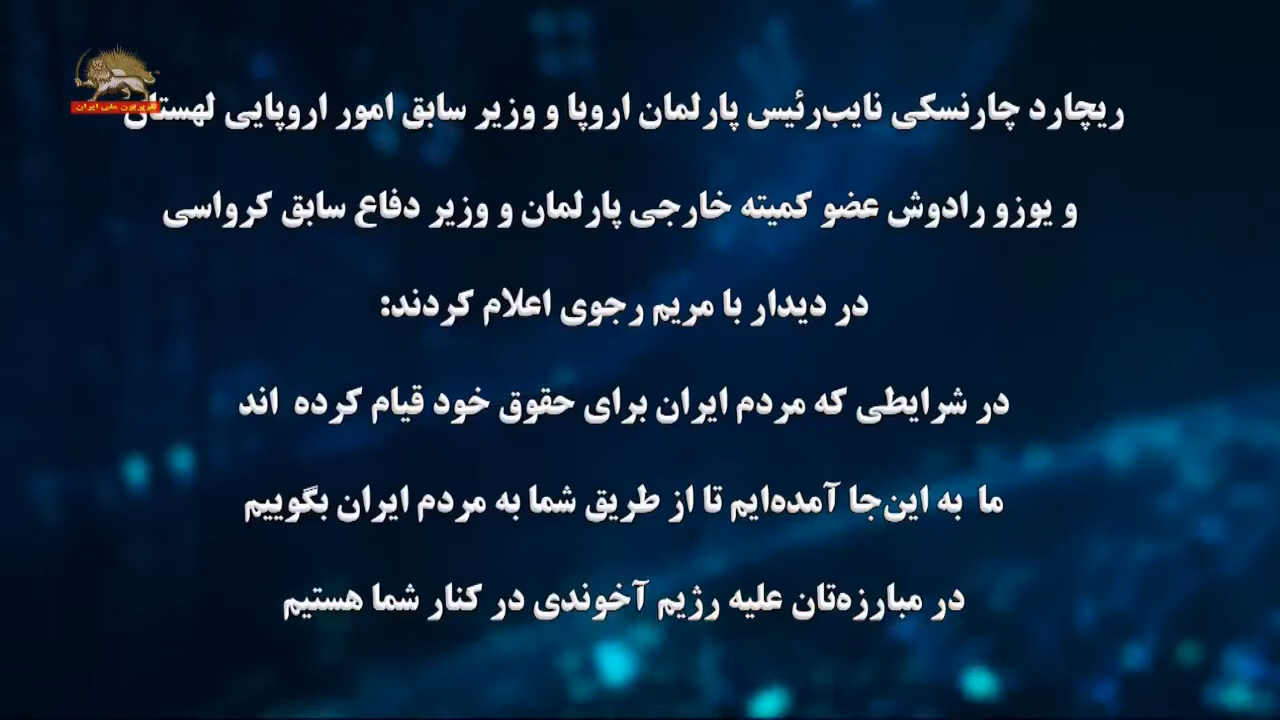 تلویزیون ملی ایران
ریچارد چارنسکی نایب‌رئیس پارلمان اروپا و وزیر سابق امور اروپایی لهستان
و یوزو رادوش عضو کمیته خارجی پارلمان و وزیر دفاع سابق کرواسی
در دیدار با مریم رجوی اعلام کردند:
در شرایطی که مردم ایران برای حقوق خود قیام کرده اند
ما به این‌جا آمده‌ایم تا از طریق شما به مردم ایران بگوییم
در مبارزه‌تان علیه رژیم آخوندی در کنار شما هستیم